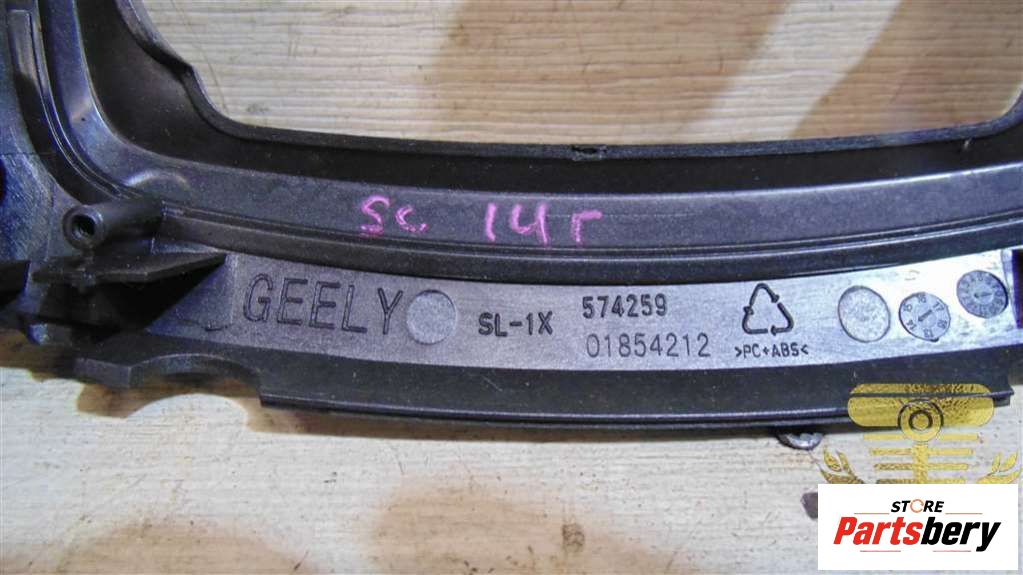 sc. 14г
GEELY SL-1X 574259
01854212 >PC+ABS<
STORE
Partsbery